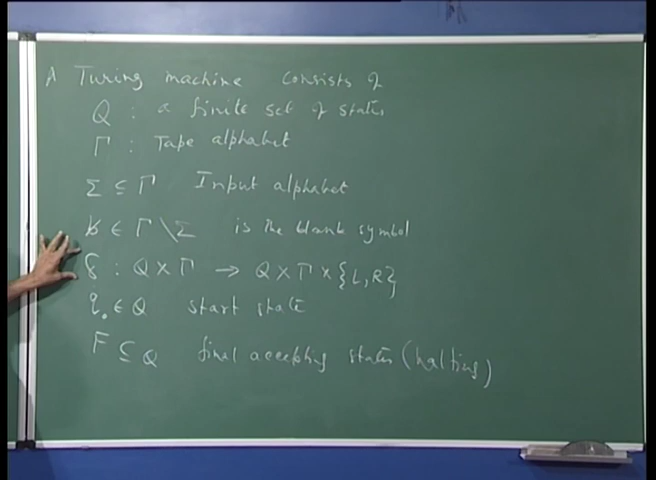 A Turing machine consists of
Q : a finite set of states
Γ : Tape alphabet
Σ ⊆ Γ Input alphabet
ƀ ∈ Γ \ Σ is the blank symbol
δ : Q × Γ → Q × Γ × {L, R}
q₀ ∈ Q start state
F ⊆ Q final accepting states (halting)